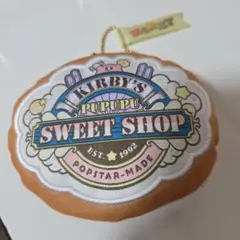 KIRBY'S
PUPUPU
SWEET SHOP
EST. 1992
POPSTAR-MADE